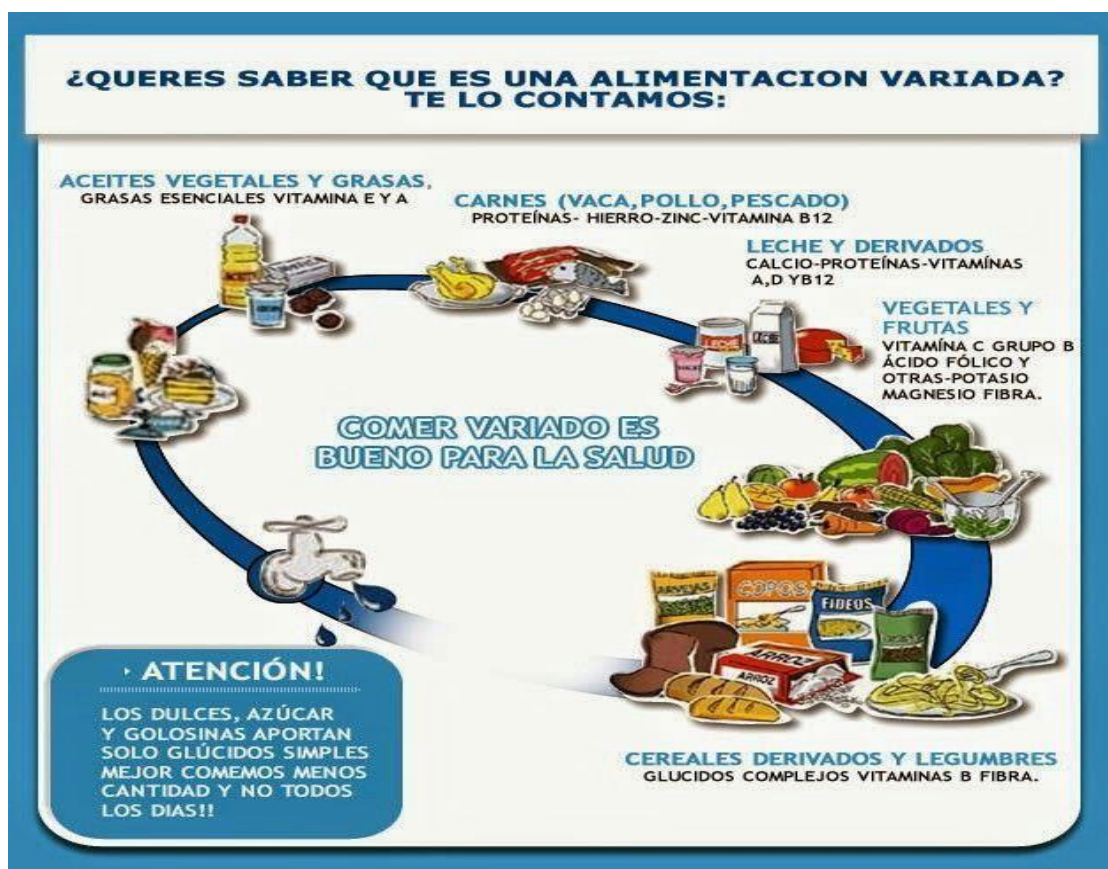 ¿QUERES SABER QUE ES UNA ALIMENTACION VARIADA?
TE LO CONTAMOS:
ACEITES VEGETALES Y GRASAS,
GRASAS ESENCIALES VITAMINA E Y A
CARNES (VACA,POLLO,PESCADO)
PROTEÍNAS- HIERRO-ZINC-VITAMINA B12
LECHE Y DERIVADOS
CALCIO-PROTEÍNAS-VITAMÍNAS
A,D YB12
VEGETALES Y
FRUTAS
VITAMÍNA C GRUPO B
ÁCIDO FÓLICO Y
OTRAS-POTASIO
MAGNESIO FIBRA.
LECHE
COMER VARIADO ES
BUENO PARA LA SALUD
ARVEJAS
COPOS
FIDEOS
ARROZ
ARROZ
CEREALES DERIVADOS Y LEGUMBRES
GLUCIDOS COMPLEJOS VITAMINAS B FIBRA.
ATENCIÓN!
LOS DULCES, AZÚCAR
Y GOLOSINAS APORTAN
SOLO GLÚCIDOS SIMPLES
MEJOR COMEMOS MENOS
CANTIDAD Y NO TODOS
LOS DIAS!!